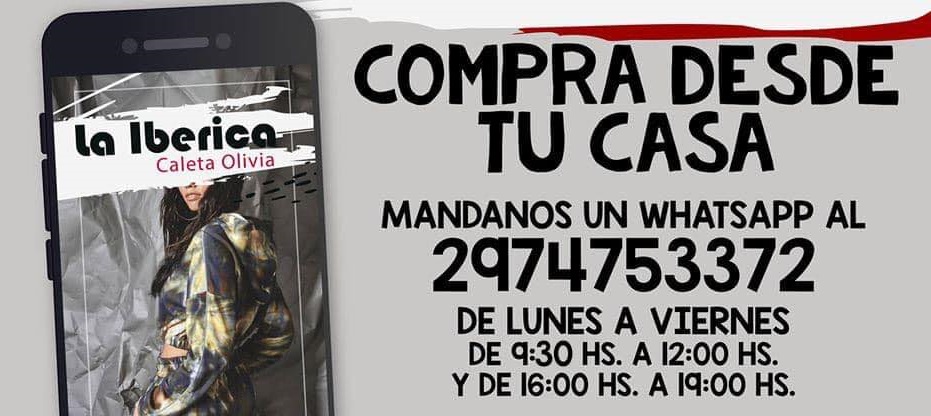 La Iberica
Caleta Olivia
COMPRA DESDE
TU CASA
MANDANOS UN WHATSAPP AL
2974753372
DE LUNES A VIERNES
DE 9:30 HS. A 12:00 HS.
Y DE 16:00 HS. A 19:00 HS.